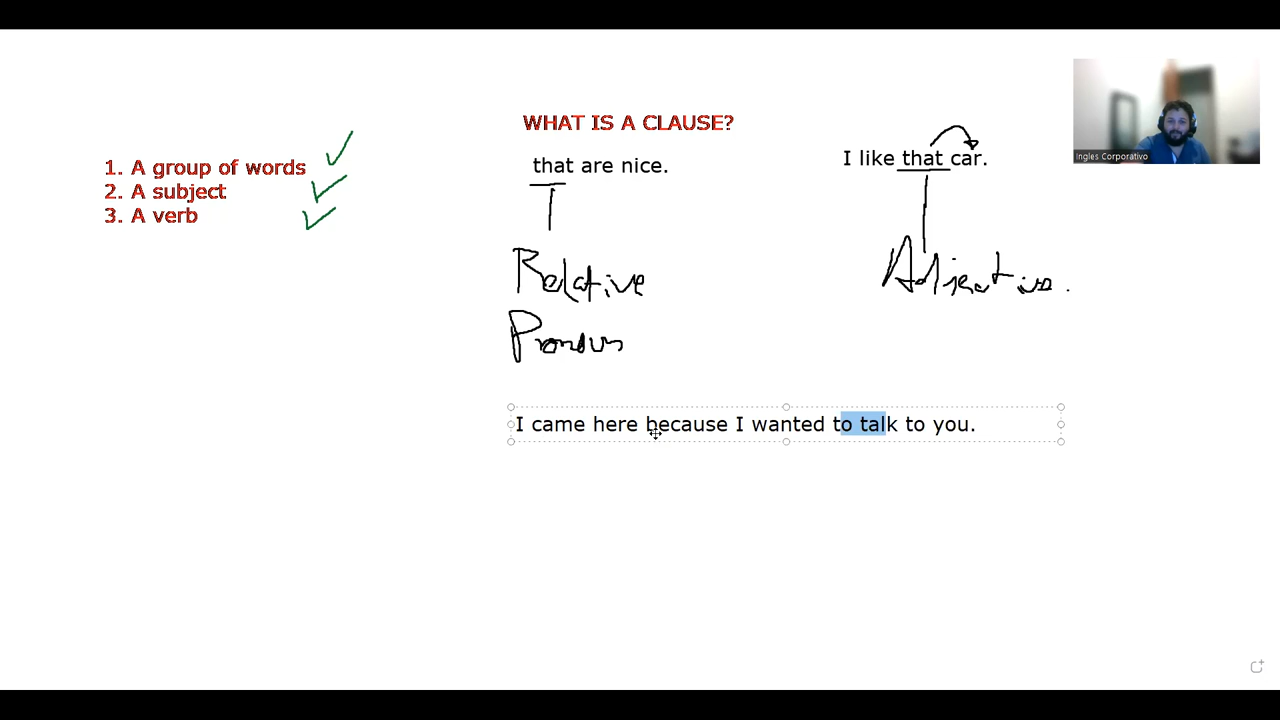 WHAT IS A CLAUSE?
1. A group of words
2. A subject
3. A verb
that are nice.
Relative
Pronoun
I like that car.
Adjective.
I came here because I wanted to talk to you.
Ingles Corporativo